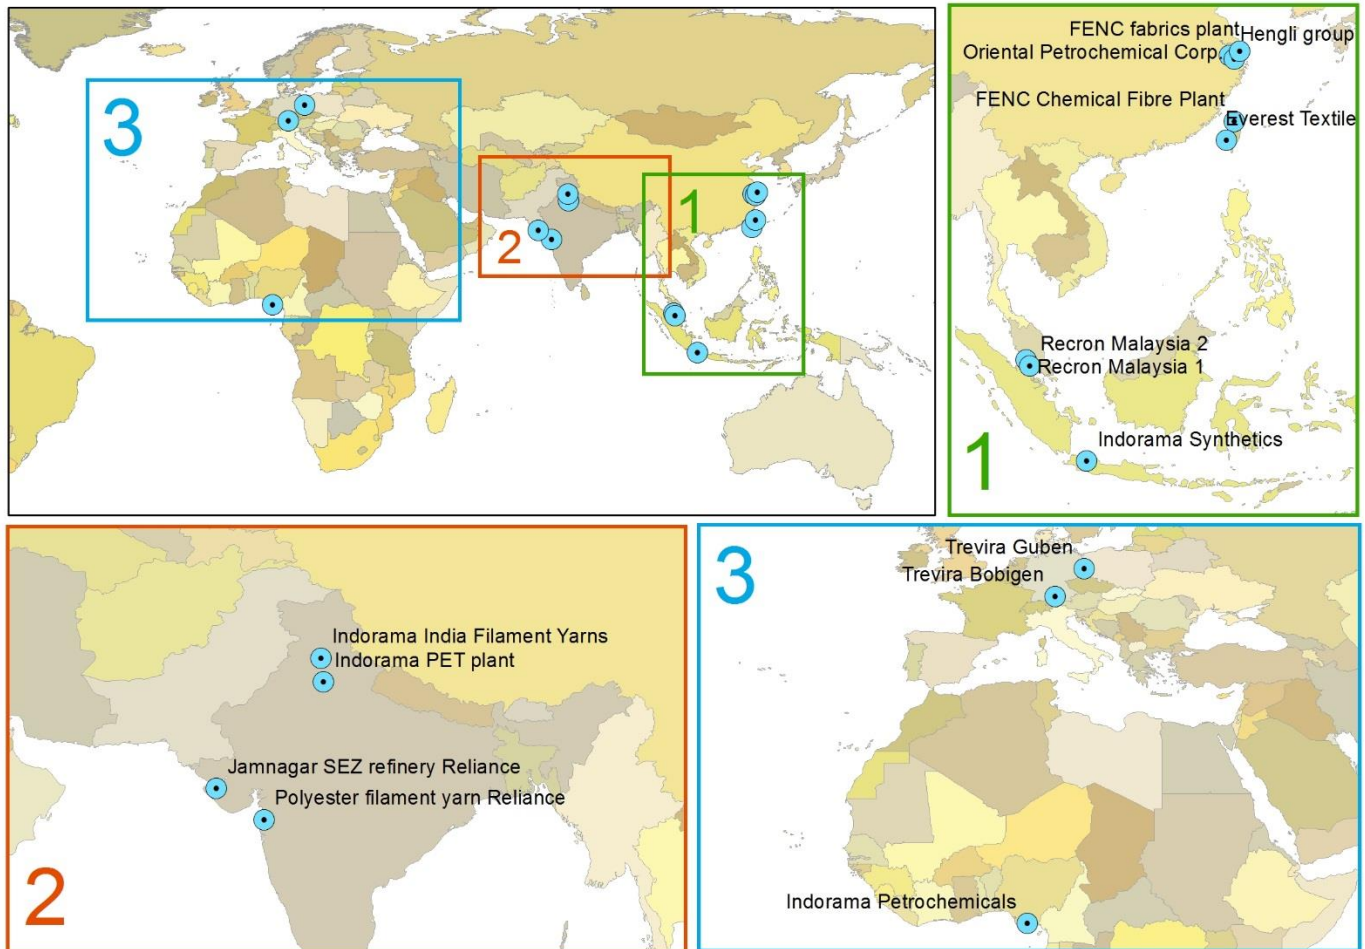 3
2
1
FENC fabrics plant
Hengli group
Oriental Petrochemical Corp.
FENC Chemical Fibre Plant
Everest Textile
Recron Malaysia 2
Recron Malaysia 1
Indorama Synthetics
1
Indorama India Filament Yarns
Indorama PET plant
Jamnagar SEZ refinery Reliance
Polyester filament yarn Reliance
2
3
Trevira Guben
Trevira Bobigen
Indorama Petrochemicals